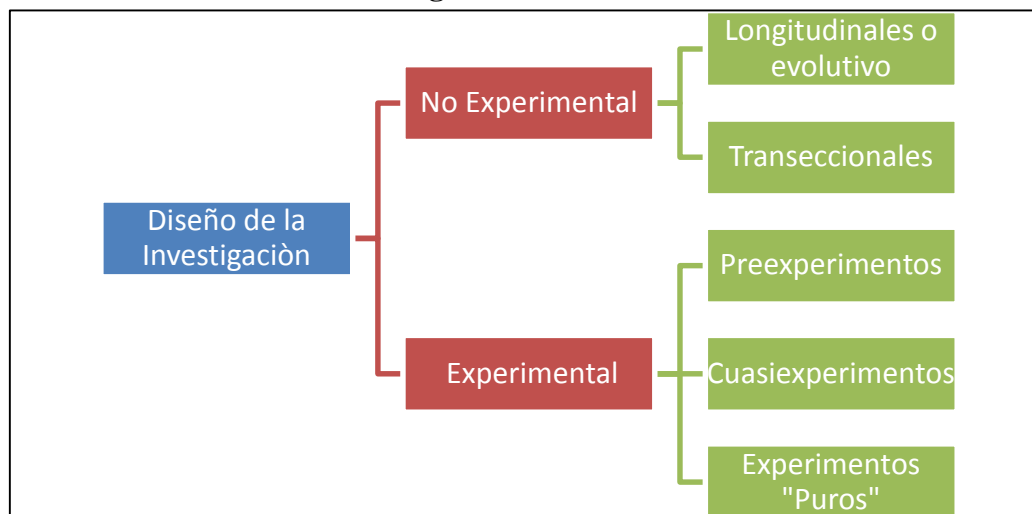 Longitudinales o
evolutivo
No Experimental
Transeccionales
Diseño de la
Investigaciòn
Preexperimentos
Experimental
Cuasiexperimentos
Experimentos
"Puros"